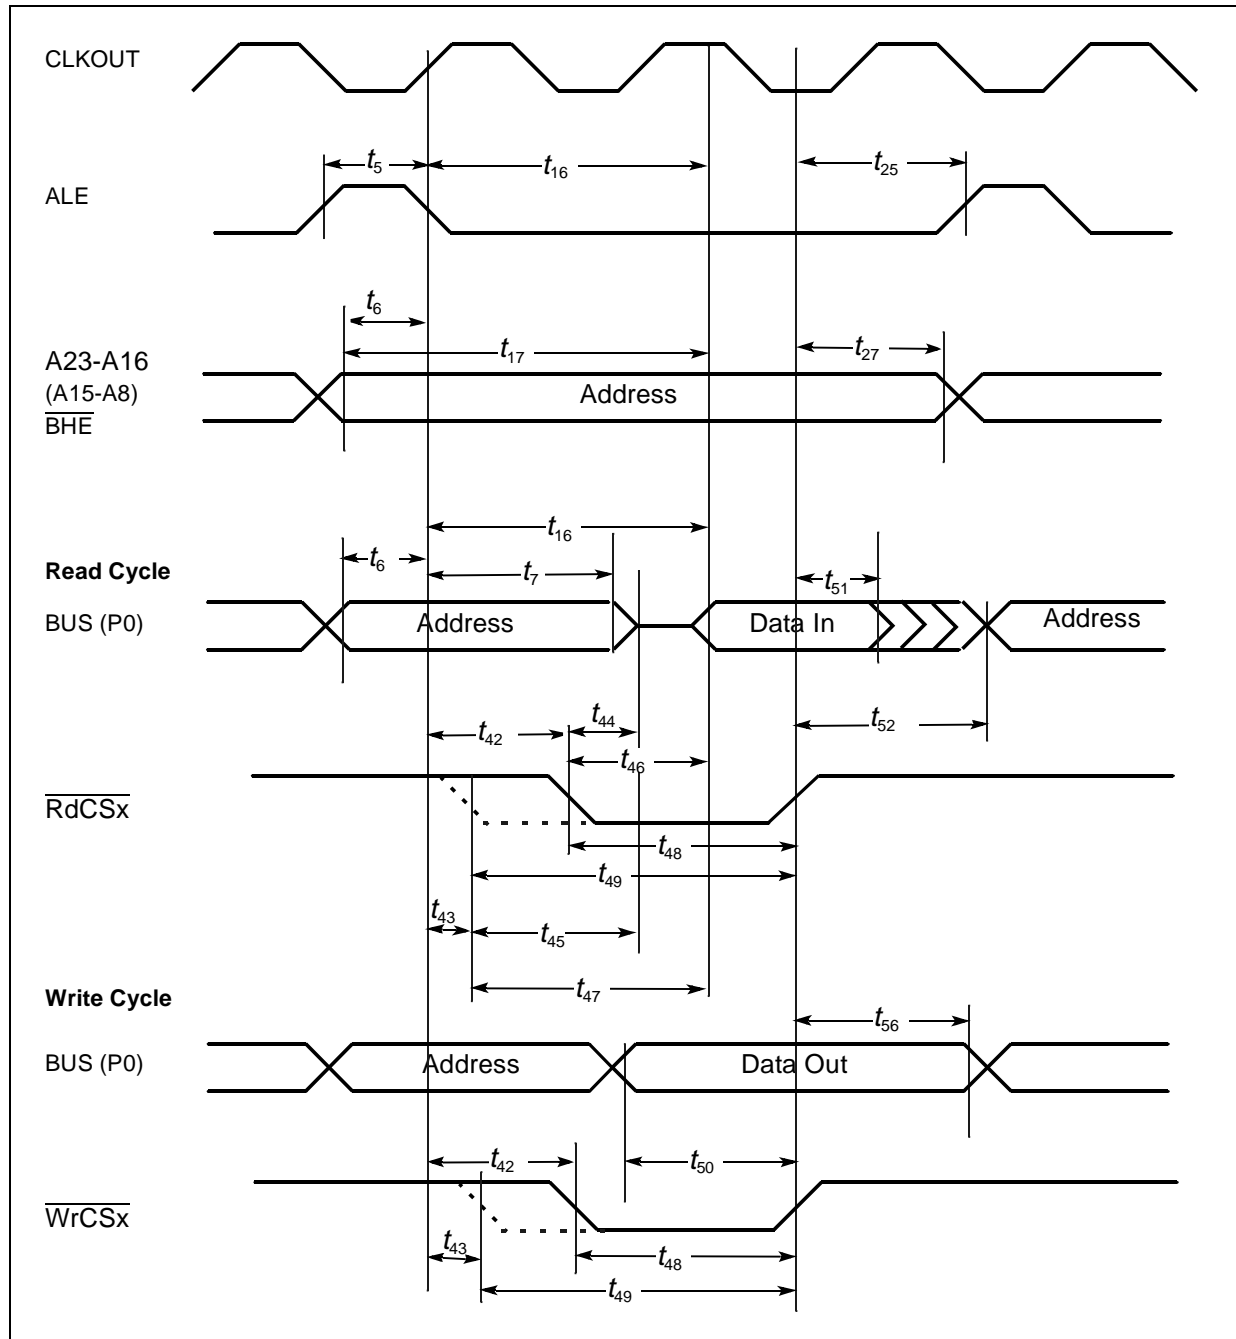 CLKOUT
t5
t16
t25
ALE
t6
A23-A16
t17
t27
(A15-A8)
Address
BHE
t16
Read Cycle
t6
t7
t51
BUS (P0)
Address
Data In
Address
t44
t42
t52
t46
RdCSx
t48
t49
t43
t45
Write Cycle
t47
t56
BUS (P0)
Address
Data Out
t42
t50
WrCSx
t43
t48
t49